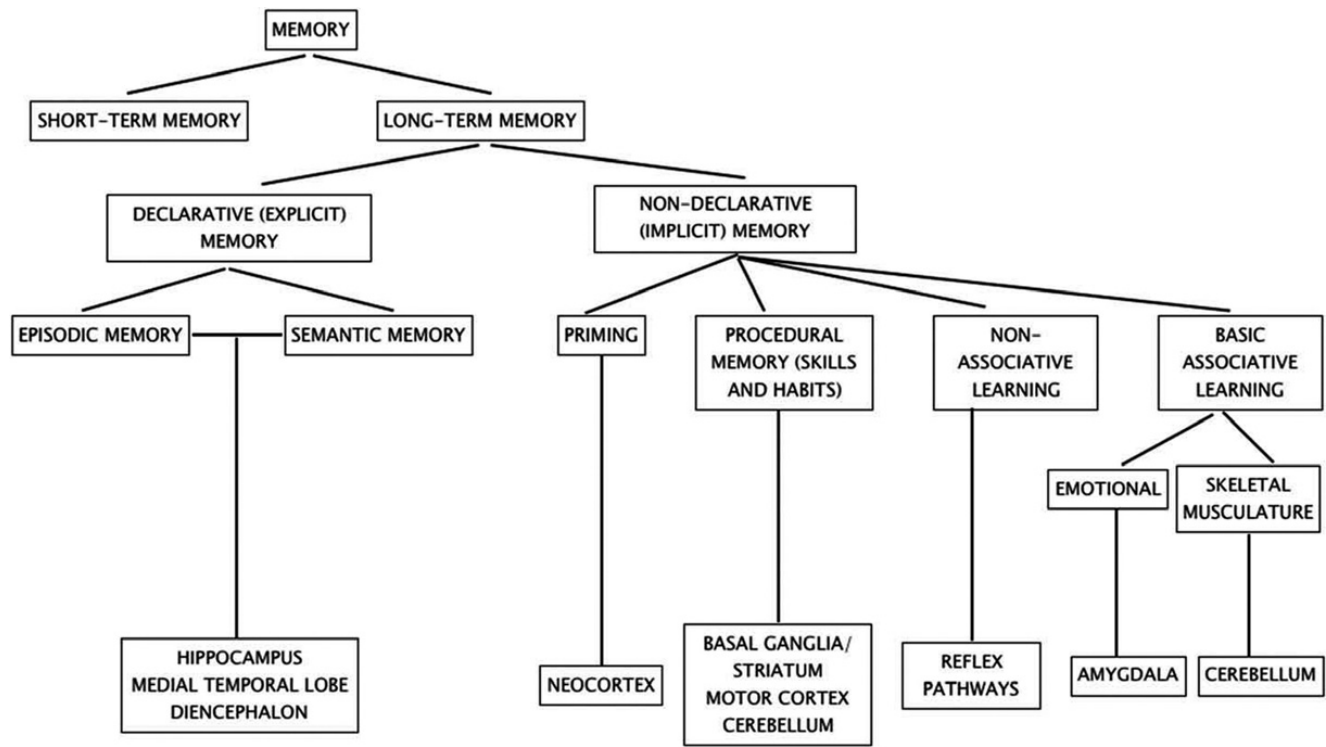 MEMORY
SHORT-TERM MEMORY
LONG-TERM MEMORY
DECLARATIVE (EXPLICIT)
MEMORY
NON-DECLARATIVE
(IMPLICIT) MEMORY
EPISODIC MEMORY
SEMANTIC MEMORY
PRIMING
PROCEDURAL
MEMORY (SKILLS
AND HABITS)
NON-
ASSOCIATIVE
LEARNING
BASIC
ASSOCIATIVE
LEARNING
EMOTIONAL
SKELETAL
MUSCULATURE
HIPPOCAMPUS
MEDIAL TEMPORAL LOBE
DIENCEPHALON
NEOCORTEX
BASAL GANGLIA/
STRIATUM
MOTOR CORTEX
CEREBELLUM
REFLEX
PATHWAYS
AMYGDALA
CEREBELLUM